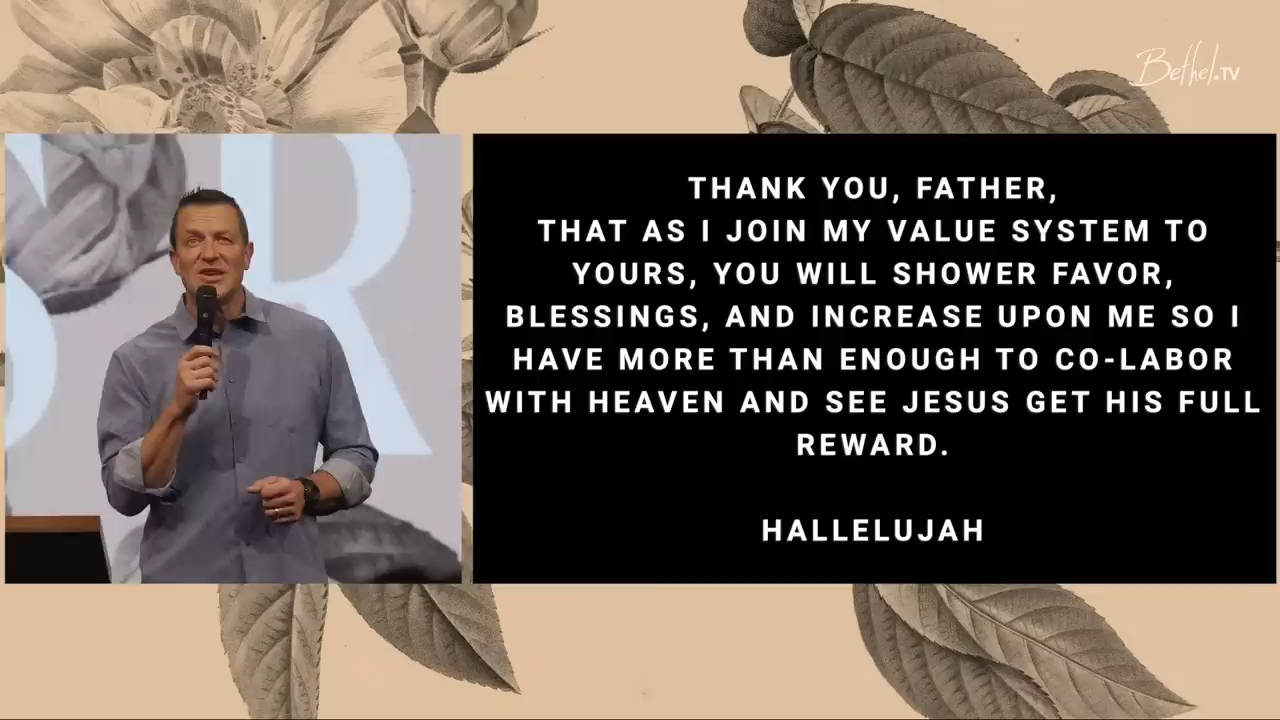 Bethel.TV
THANK YOU, FATHER,
THAT AS I JOIN MY VALUE SYSTEM TO
YOURS, YOU WILL SHOWER FAVOR,
BLESSINGS, AND INCREASE UPON ME SO I
HAVE MORE THAN ENOUGH TO CO-LABOR
WITH HEAVEN AND SEE JESUS GET HIS FULL
REWARD.
HALLELUJAH
R